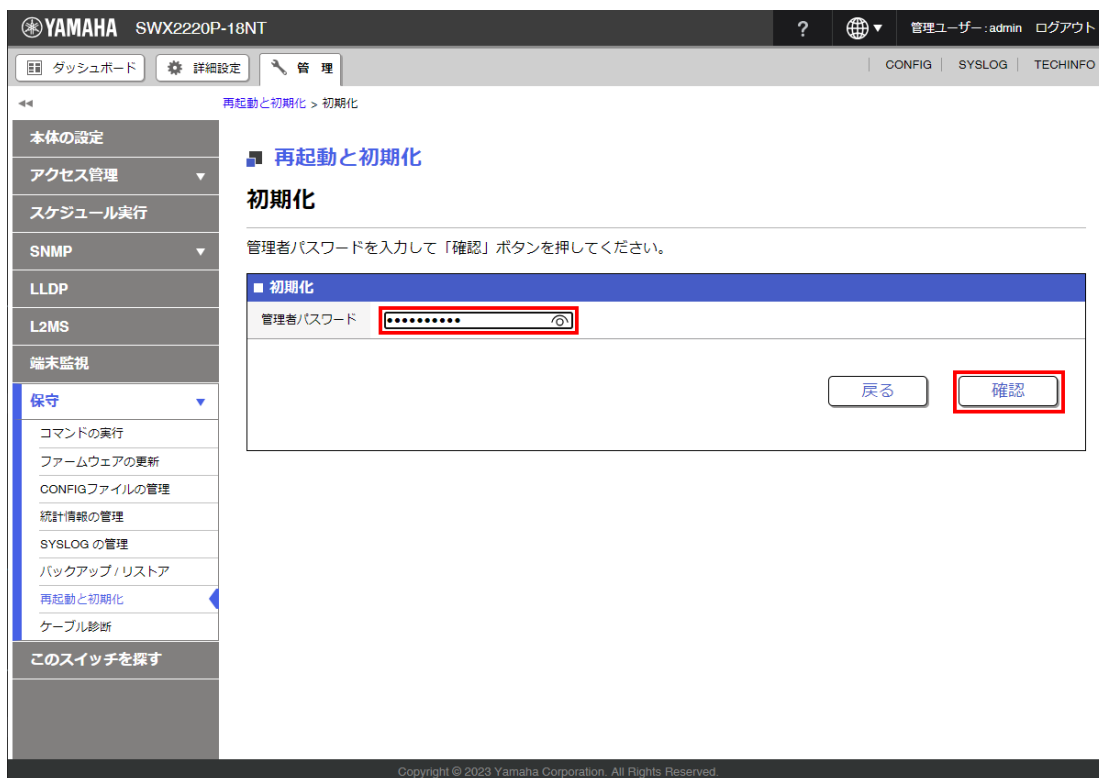 YAMAHA SWX2220P-18NT ? 管理ユーザー:admin ログアウト
ダッシュボード 詳細設定 管 理 CONFIG SYSLOG TECHINFO
再起動と初期化 > 初期化
本体の設定
アクセス管理
スケジュール実行
SNMP
LLDP
L2MS
端末監視
保守
コマンドの実行
ファームウェアの更新
CONFIGファイルの管理
統計情報の管理
SYSLOG の管理
バックアップ / リストア
再起動と初期化
ケーブル診断
このスイッチを探す
再起動と初期化
初期化
管理者パスワードを入力して「確認」ボタンを押してください。
■ 初期化
管理者パスワード ••••••••••
戻る 確認
Copyright © 2023 Yamaha Corporation. All Rights Reserved.